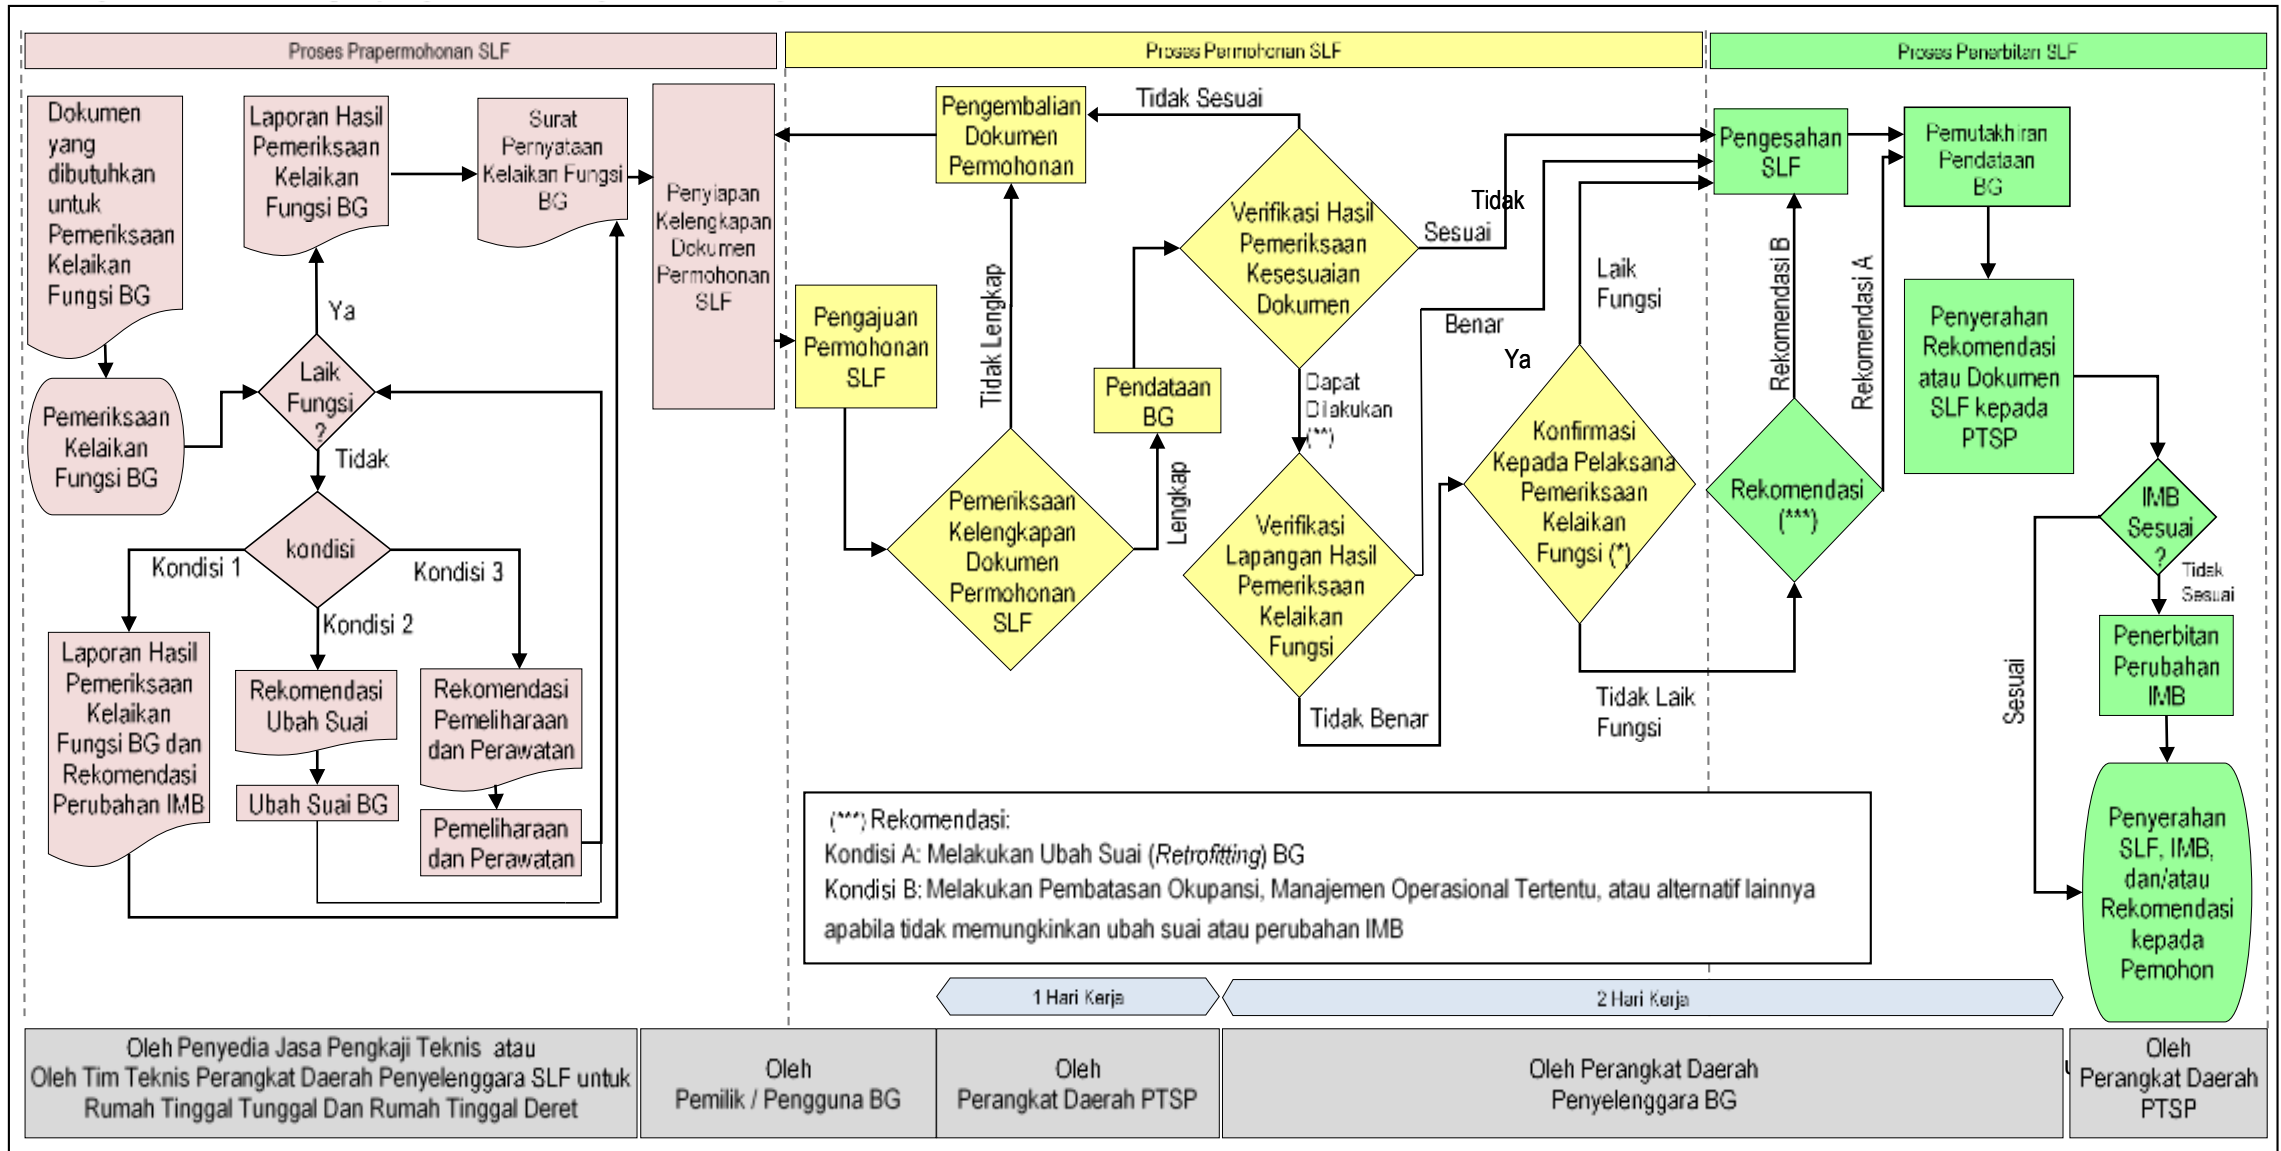 Proses Prapermohonan SLF
Proses Permohonan SLF
Proses Penerbitan SLF
Dokumen
yang
dibutuhkan
untuk
Pemeriksaan
Kelaikan
Fungsi BG
Laporan Hasil
Pemeriksaan
Kelaikan
Fungsi BG
Surat
Pernyataan
Kelaikan Fungsi
BG
Penyiapan
Kelengkapan
Dokumen
Permohonan
SLF
Ya
Laik
Fungsi
?
Tidak
Pemeriksaan
Kelaikan
Fungsi BG
kondisi
Kondisi 1
Kondisi 2
Kondisi 3
Laporan Hasil
Pemeriksaan
Kelaikan
Fungsi BG dan
Rekomendasi
Perubahan IMB
Rekomendasi
Ubah Suai
Ubah Suai BG
Rekomendasi
Pemeliharaan
dan Perawatan
Pemeliharaan
dan Perawatan
Pengembalian
Dokumen
Permohonan
Tidak Sesuai
Pengajuan
Permohonan
SLF
Tidak Lengkap
Pemeriksaan
Kelengkapan
Dokumen
Permohonan
SLF
Lengkap
Pendataan
BG
Verifikasi Hasil
Pemeriksaan
Kesesuaian
Dokumen
Tidak
Sesuai
Dapat
Dilakukan
(**)
Benar
Ya
Verifikasi
Lapangan Hasil
Pemeriksaan
Kelaikan
Fungsi
Tidak Benar
Laik
Fungsi
Konfirmasi
Kepada Pelaksana
Pemeriksaan
Kelaikan
Fungsi (*)
Tidak Laik
Fungsi
Pengesahan
SLF
Rekomendasi B
Rekomendasi A
Rekomendasi
(***)
Pemutakhiran
Pendataan
BG
Penyerahan
Rekomendasi
atau Dokumen
SLF kepada
PTSP
IMB
Sesuai
?
Tidak
Sesuai
Sesuai
Penerbitan
Perubahan
IMB
Penyerahan
SLF, IMB,
dan/atau
Rekomendasi
kepada
Pemohon
(***) Rekomendasi:
Kondisi A: Melakukan Ubah Suai (Retrofitting) BG
Kondisi B: Melakukan Pembatasan Okupansi, Manajemen Operasional Tertentu, atau alternatif lainnya
apabila tidak memungkinkan ubah suai atau perubahan IMB
1 Hari Kerja
2 Hari Kerja
Oleh Penyedia Jasa Pengkaji Teknis atau
Oleh Tim Teknis Perangkat Daerah Penyelenggara SLF untuk
Rumah Tinggal Tunggal Dan Rumah Tinggal Deret
Oleh
Pemilik / Pengguna BG
Oleh
Perangkat Daerah PTSP
Oleh Perangkat Daerah
Penyelenggara BG
Oleh
Perangkat Daerah
PTSP